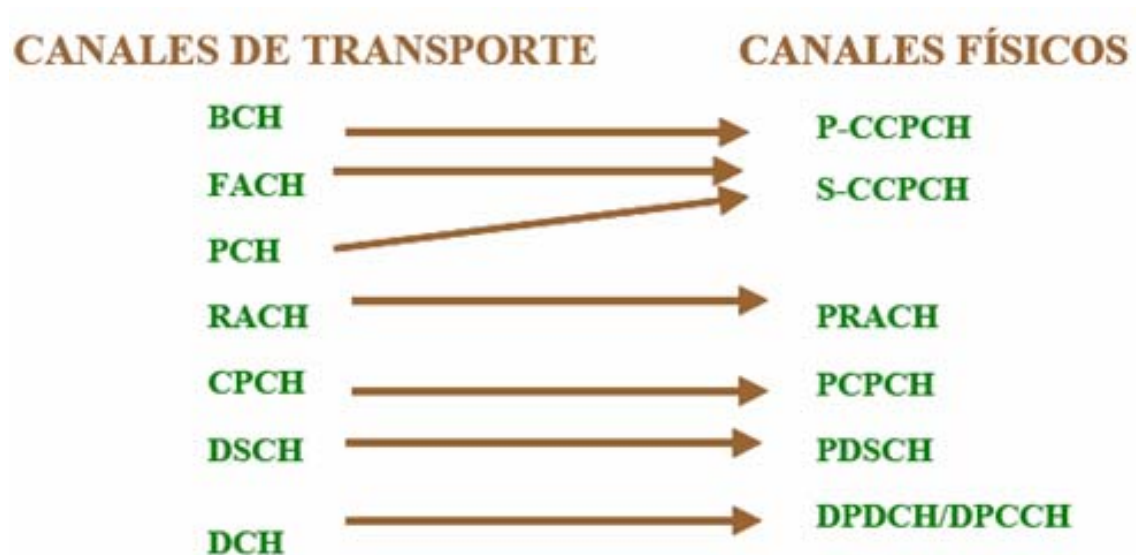 CANALES DE TRANSPORTE
CANALES FÍSICOS
BCH
P-CCPCH
FACH
S-CCPCH
PCH
RACH
PRACH
CPCH
PCPCH
DSCH
PDSCH
DCH
DPDCH/DPCCH